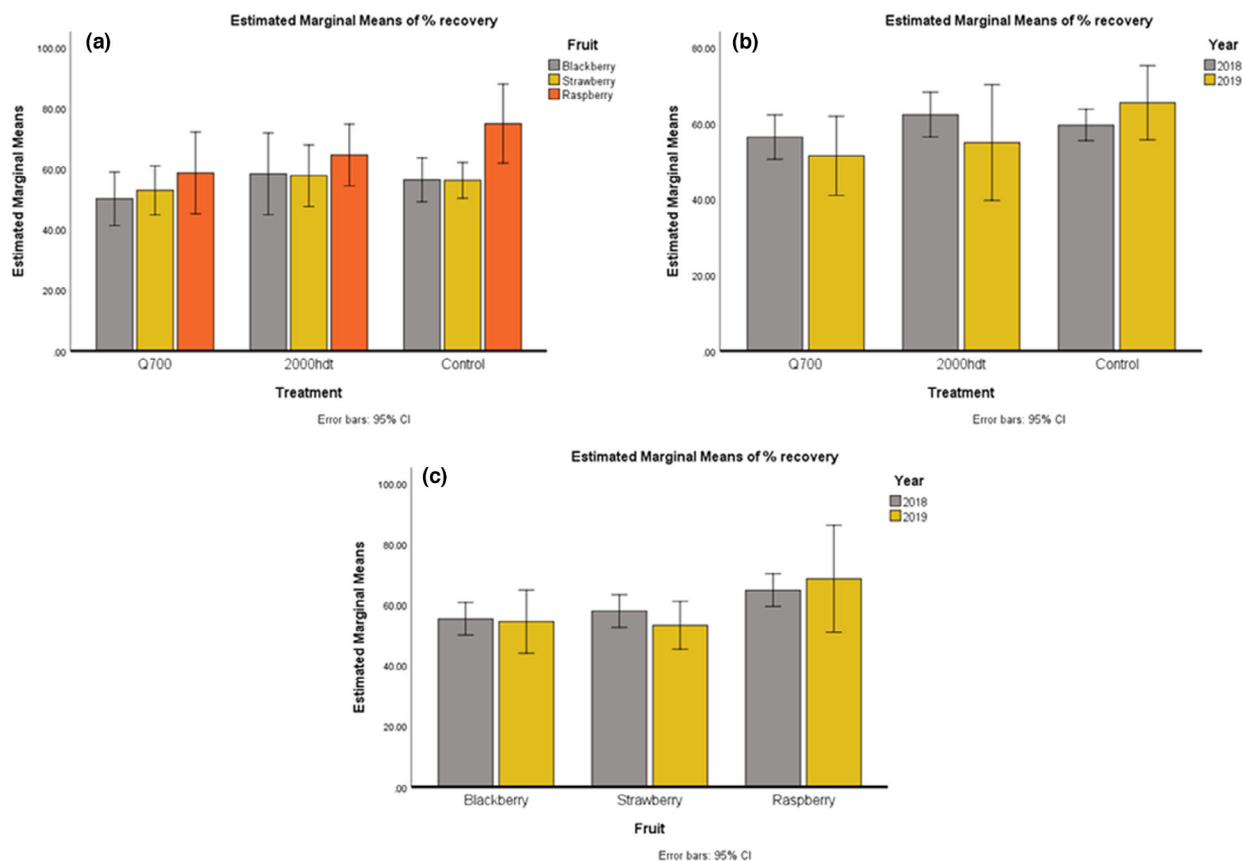 Estimated Marginal Means of % recovery
(a)
Fruit
Blackberry
Strawberry
Raspberry
Estimated Marginal Means
100.00
80.00
60.00
40.00
20.00
.00
Q700 2000hdt Control
Treatment
Error bars: 95% CI
Estimated Marginal Means of % recovery
(b)
Year
2018
2019
Estimated Marginal Means
80.00
60.00
40.00
20.00
.00
Q700 2000hdt Control
Treatment
Error bars: 95% CI
Estimated Marginal Means of % recovery
(c)
Year
2018
2019
Estimated Marginal Means
100.00
80.00
60.00
40.00
20.00
.00
Blackberry Strawberry Raspberry
Fruit
Error bars: 95% CI